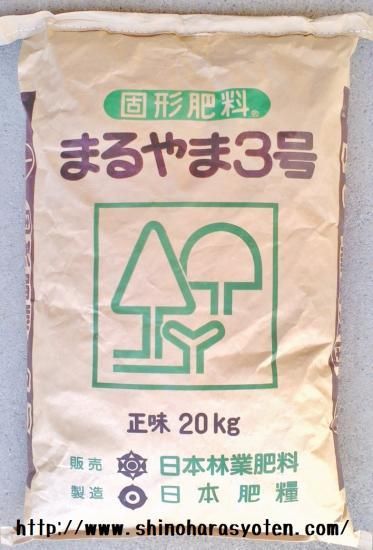 固形肥料®
まるやま3号
正味 20kg
販売 日本林業肥料
製造 日本肥糧
http://www.shinoharasyoten.com/